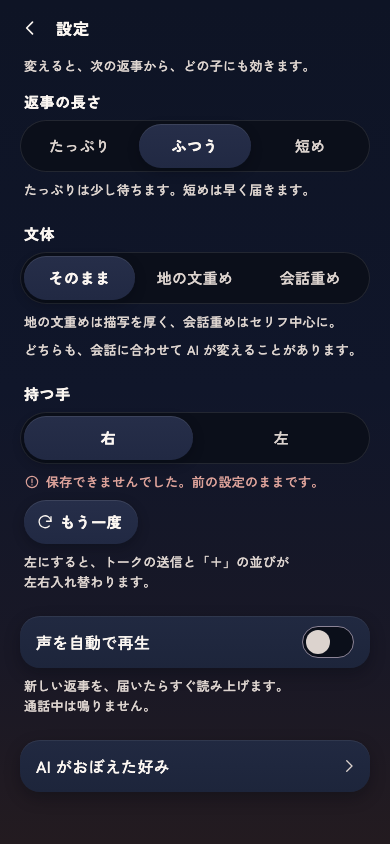 設定
変えると、次の返事から、どの子にも効きます。
返事の長さ
たっぷり ふつう 短め
たっぷりは少し待ちます。短めは早く届きます。
文体
そのまま 地の文重め 会話重め
地の文重めは描写を厚く、会話重めはセリフ中心に。
どちらも、会話に合わせて AI が変えることがあります。
持つ手
右 左
保存できませんでした。前の設定のままです。
もう一度
左にすると、トークの送信と「＋」の並びが
左右入れ替わります。
声を自動で再生
新しい返事を、届いたらすぐ読み上げます。
通話中は鳴りません。
AI がおぼえた好み